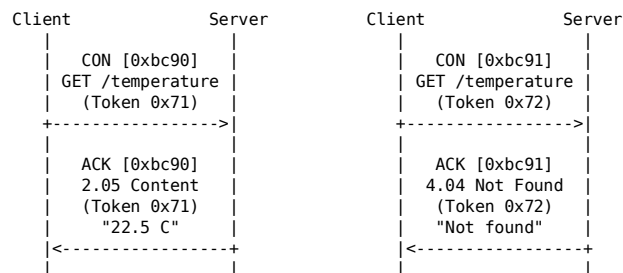 Client Server
CON [0xbc90]
GET /temperature
(Token 0x71)
ACK [0xbc90]
2.05 Content
(Token 0x71)
"22.5 C"
Client Server
CON [0xbc91]
GET /temperature
(Token 0x72)
ACK [0xbc91]
4.04 Not Found
(Token 0x72)
"Not found"